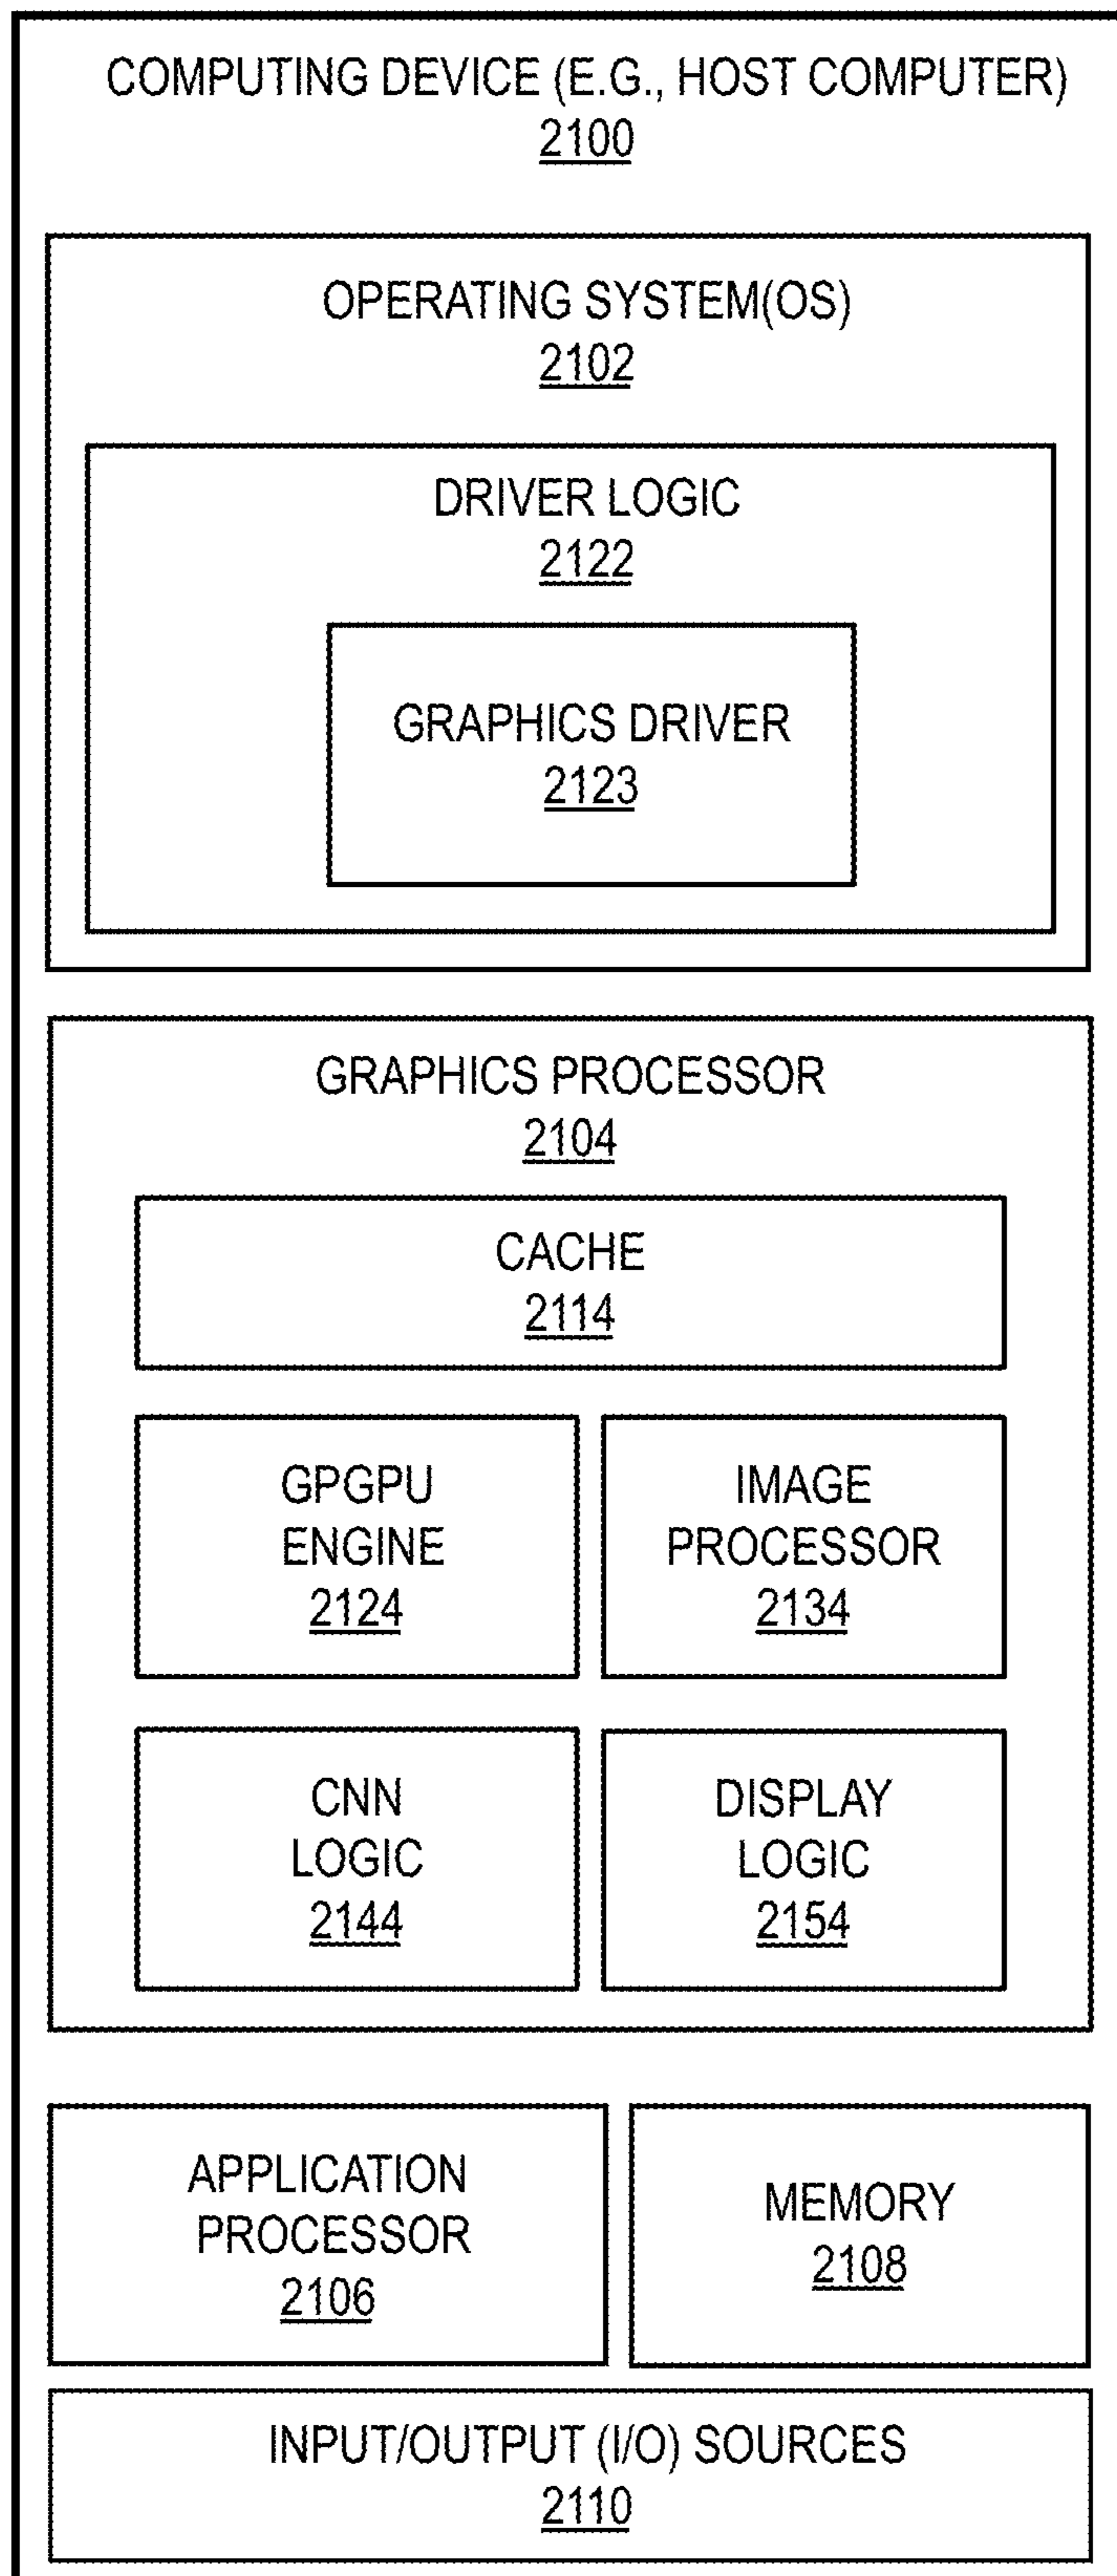 COMPUTING DEVICE (E.G., HOST COMPUTER)
2100
OPERATING SYSTEM(OS)
2102
DRIVER LOGIC
2122
GRAPHICS DRIVER
2123
GRAPHICS PROCESSOR
2104
CACHE
2114
GPGPU
ENGINE
2124
IMAGE
PROCESSOR
2134
CNN
LOGIC
2144
DISPLAY
LOGIC
2154
APPLICATION
PROCESSOR
2106
MEMORY
2108
INPUT/OUTPUT (I/O) SOURCES
2110